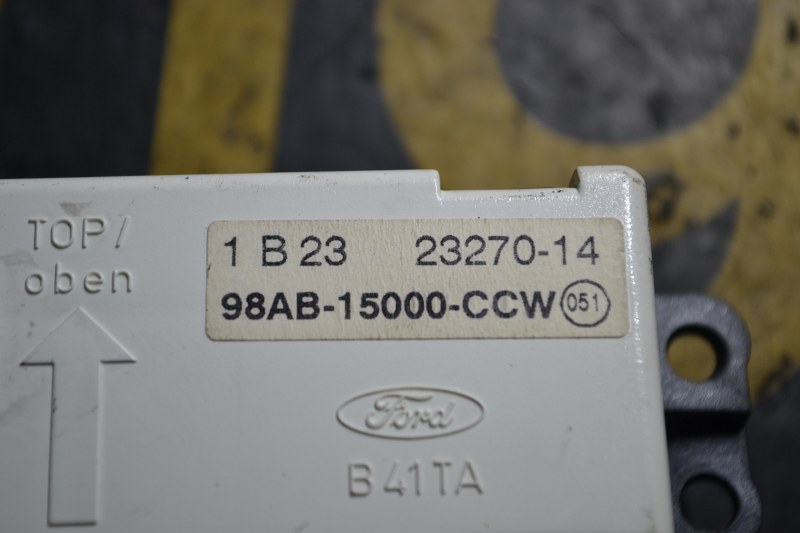 TOP/
oben
1 B 23 23270-14
98AB-15000-CCW 051
Ford
B41TA